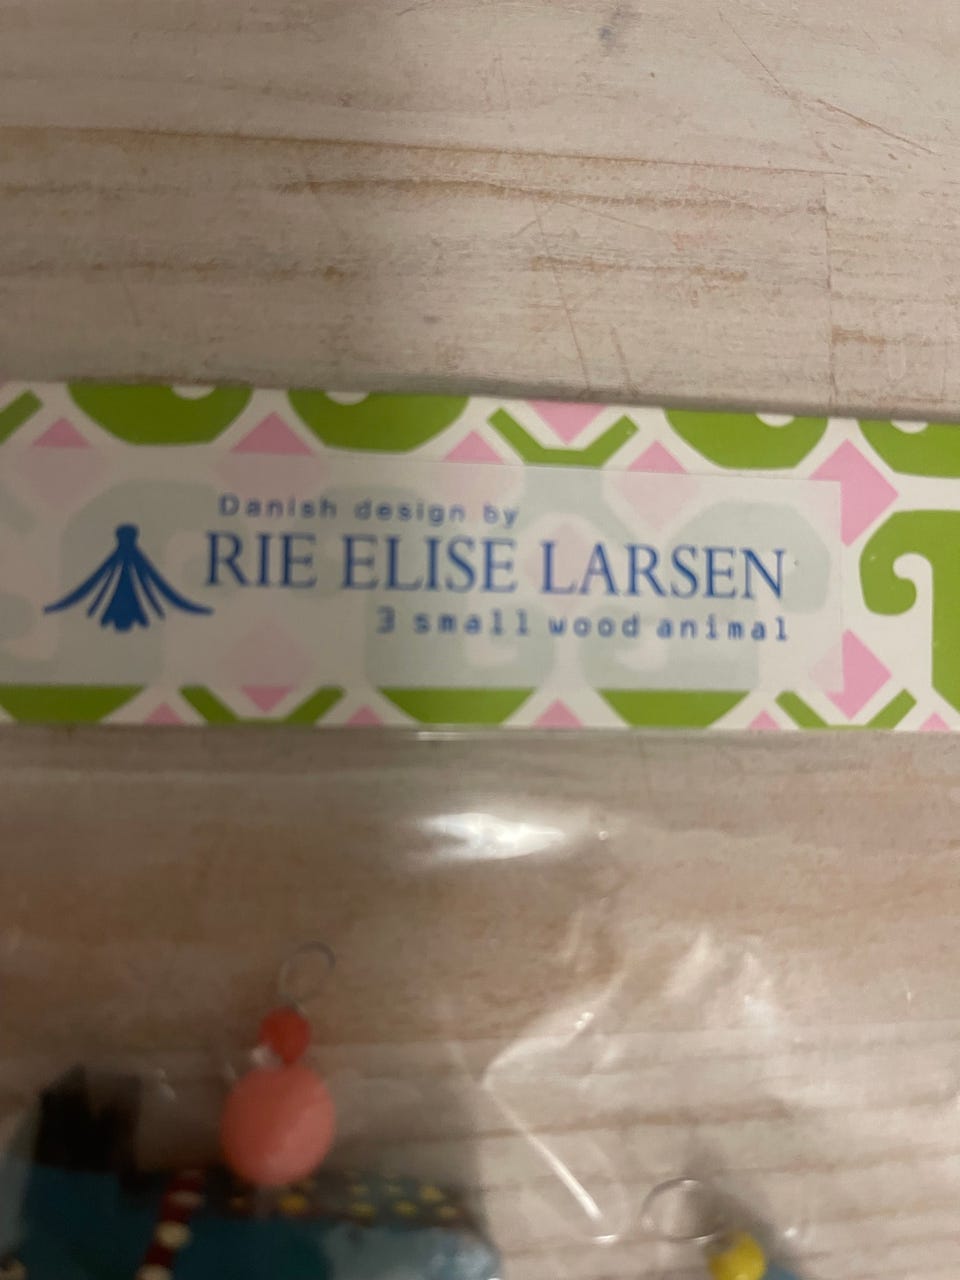 Danish design by
RIE ELISE LARSEN
3 small wood animal